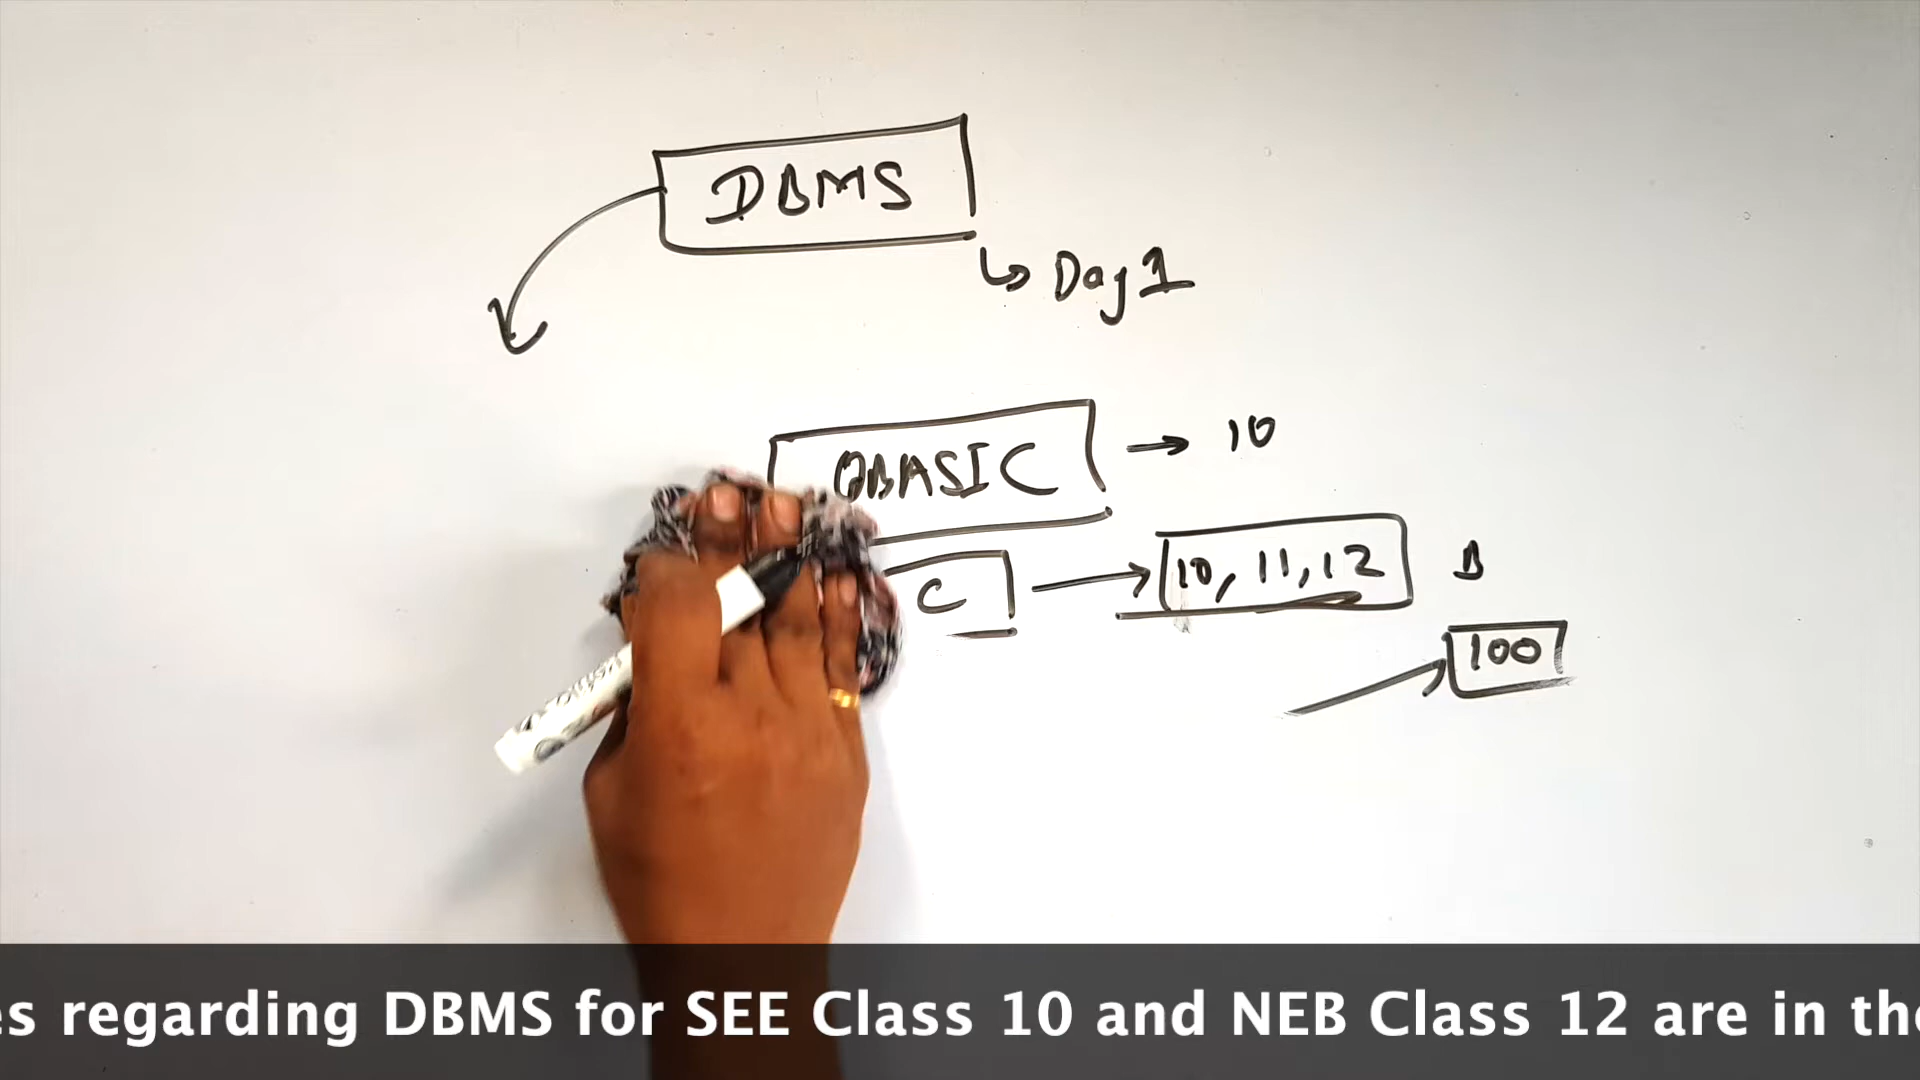 DBMS
↳ Day 1
QBASIC → 10
C → 10, 11, 12 B
100
es regarding DBMS for SEE Class 10 and NEB Class 12 are in the